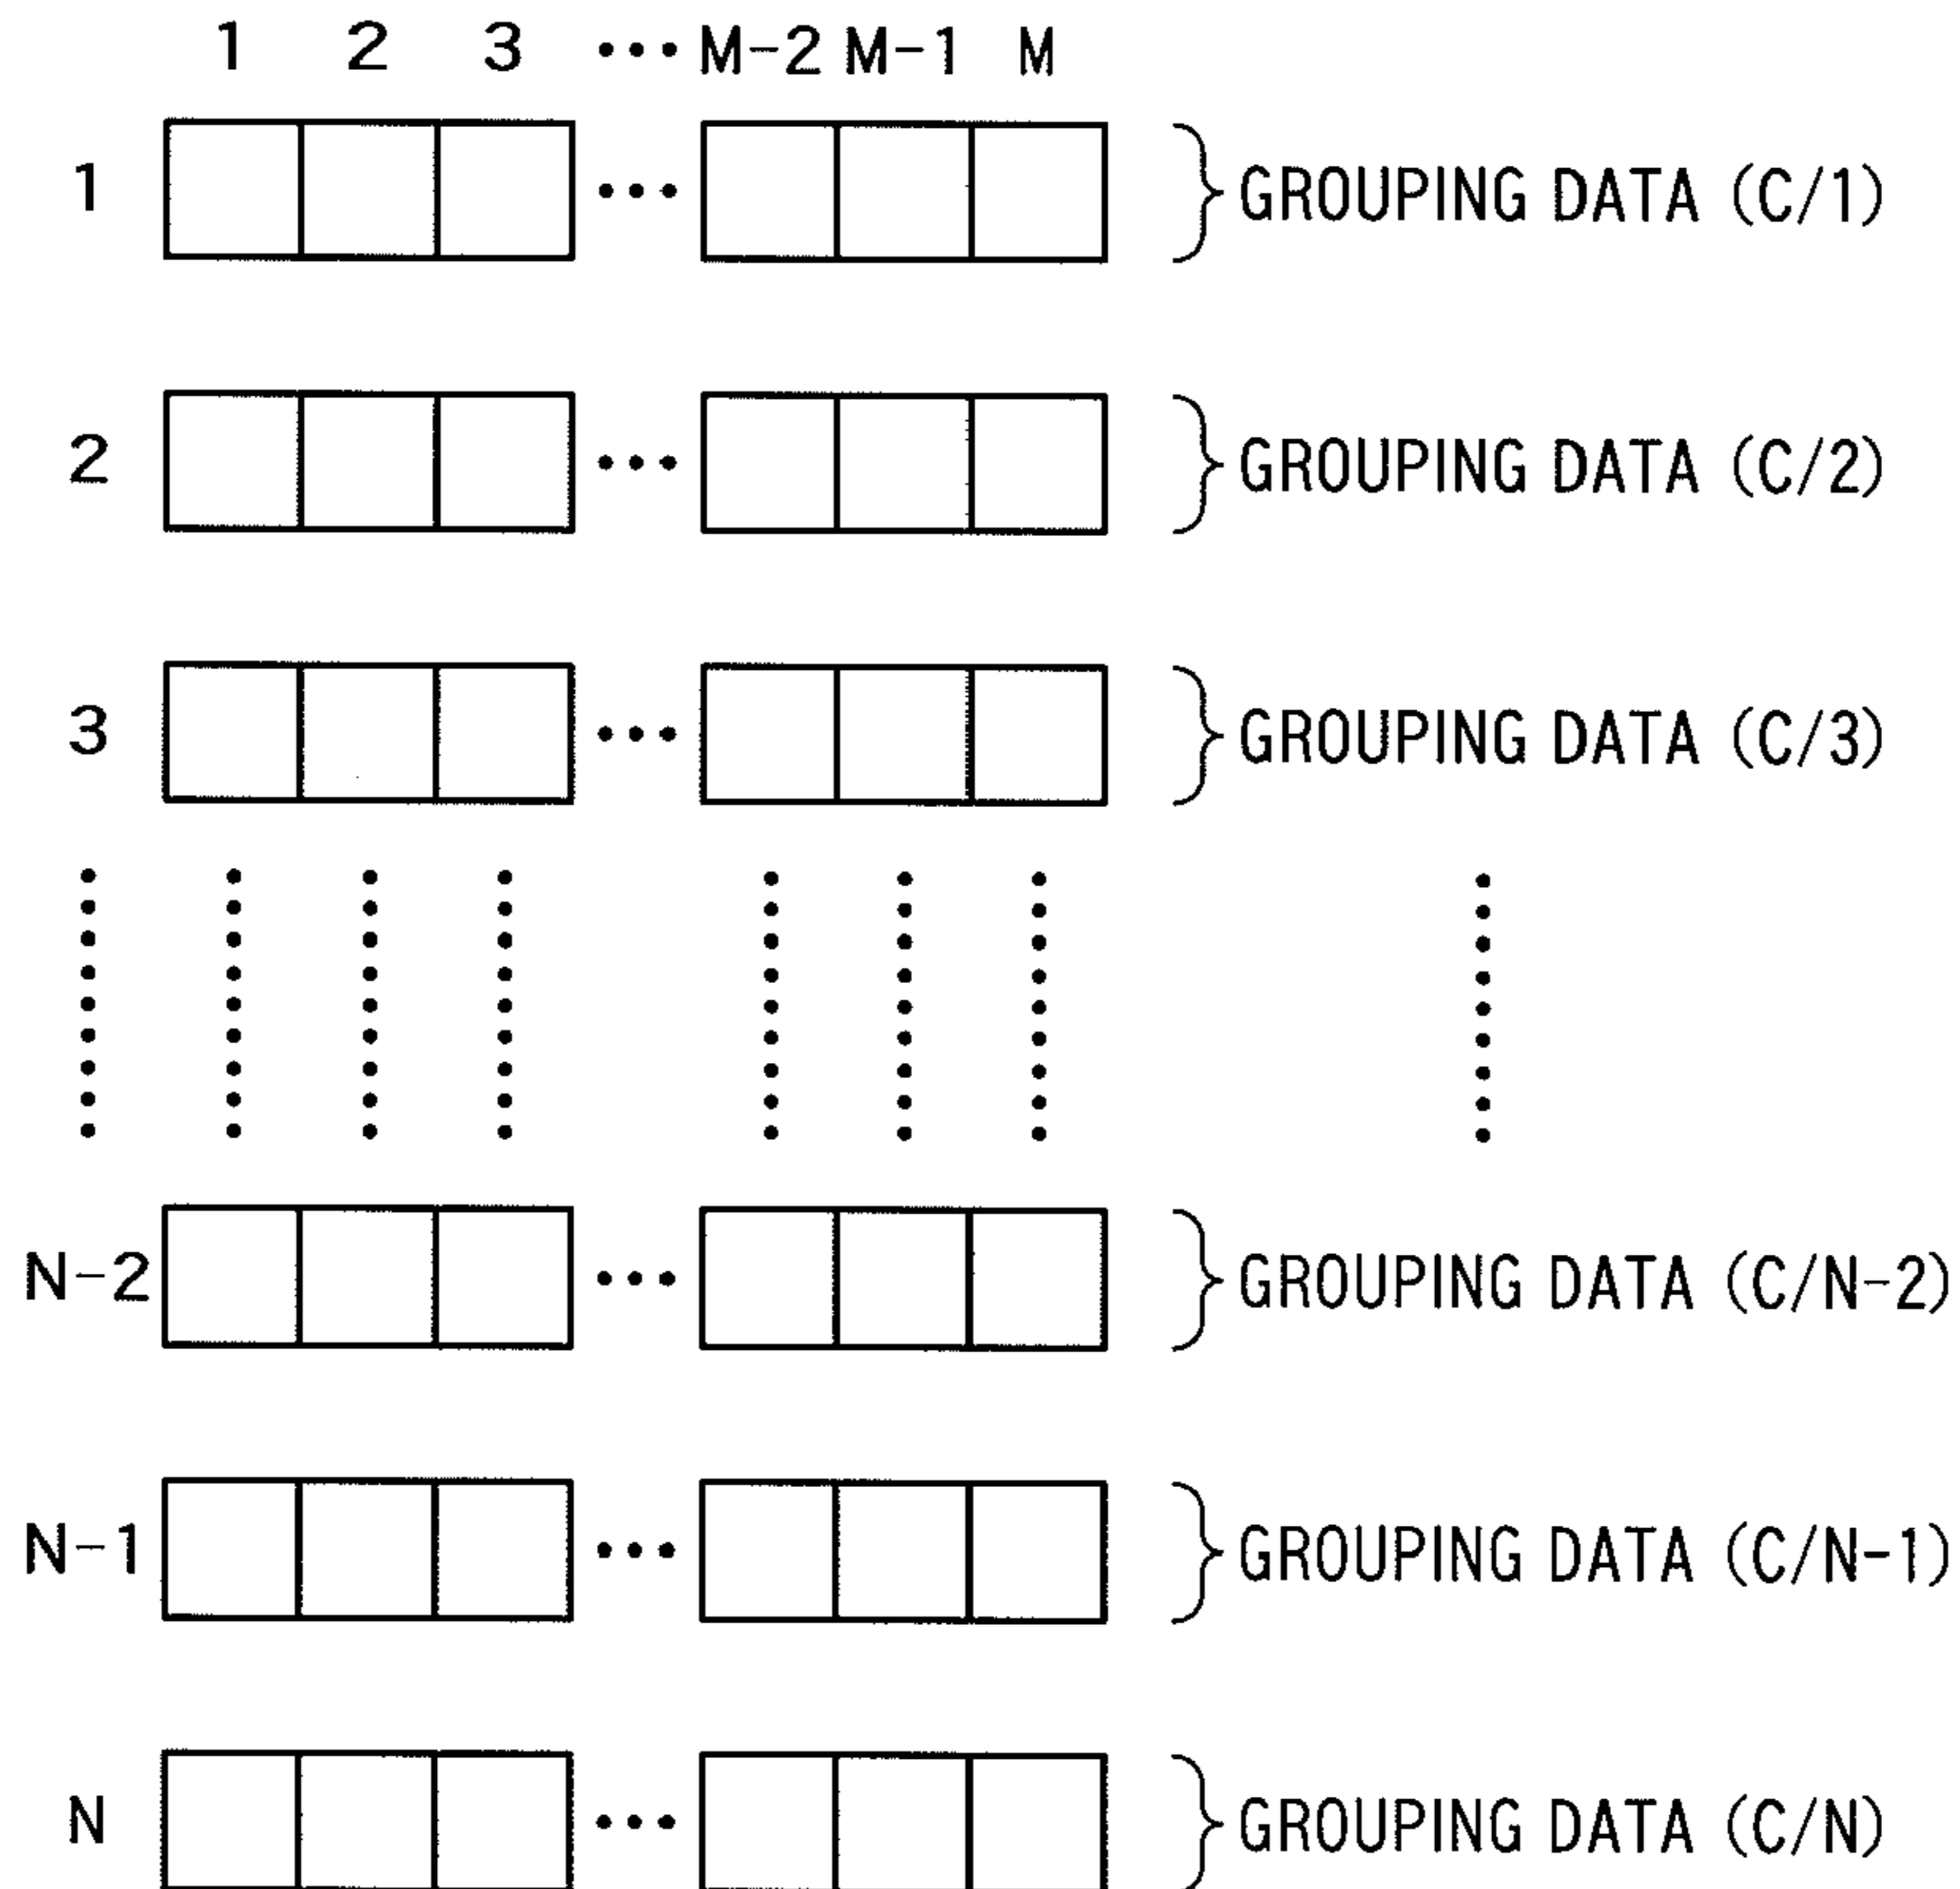 1 2 3 ••• M-2 M-1 M
1 ••• GROUPING DATA (C/1)
2 ••• GROUPING DATA (C/2)
3 ••• GROUPING DATA (C/3)
N-2 ••• GROUPING DATA (C/N-2)
N-1 ••• GROUPING DATA (C/N-1)
N ••• GROUPING DATA (C/N)